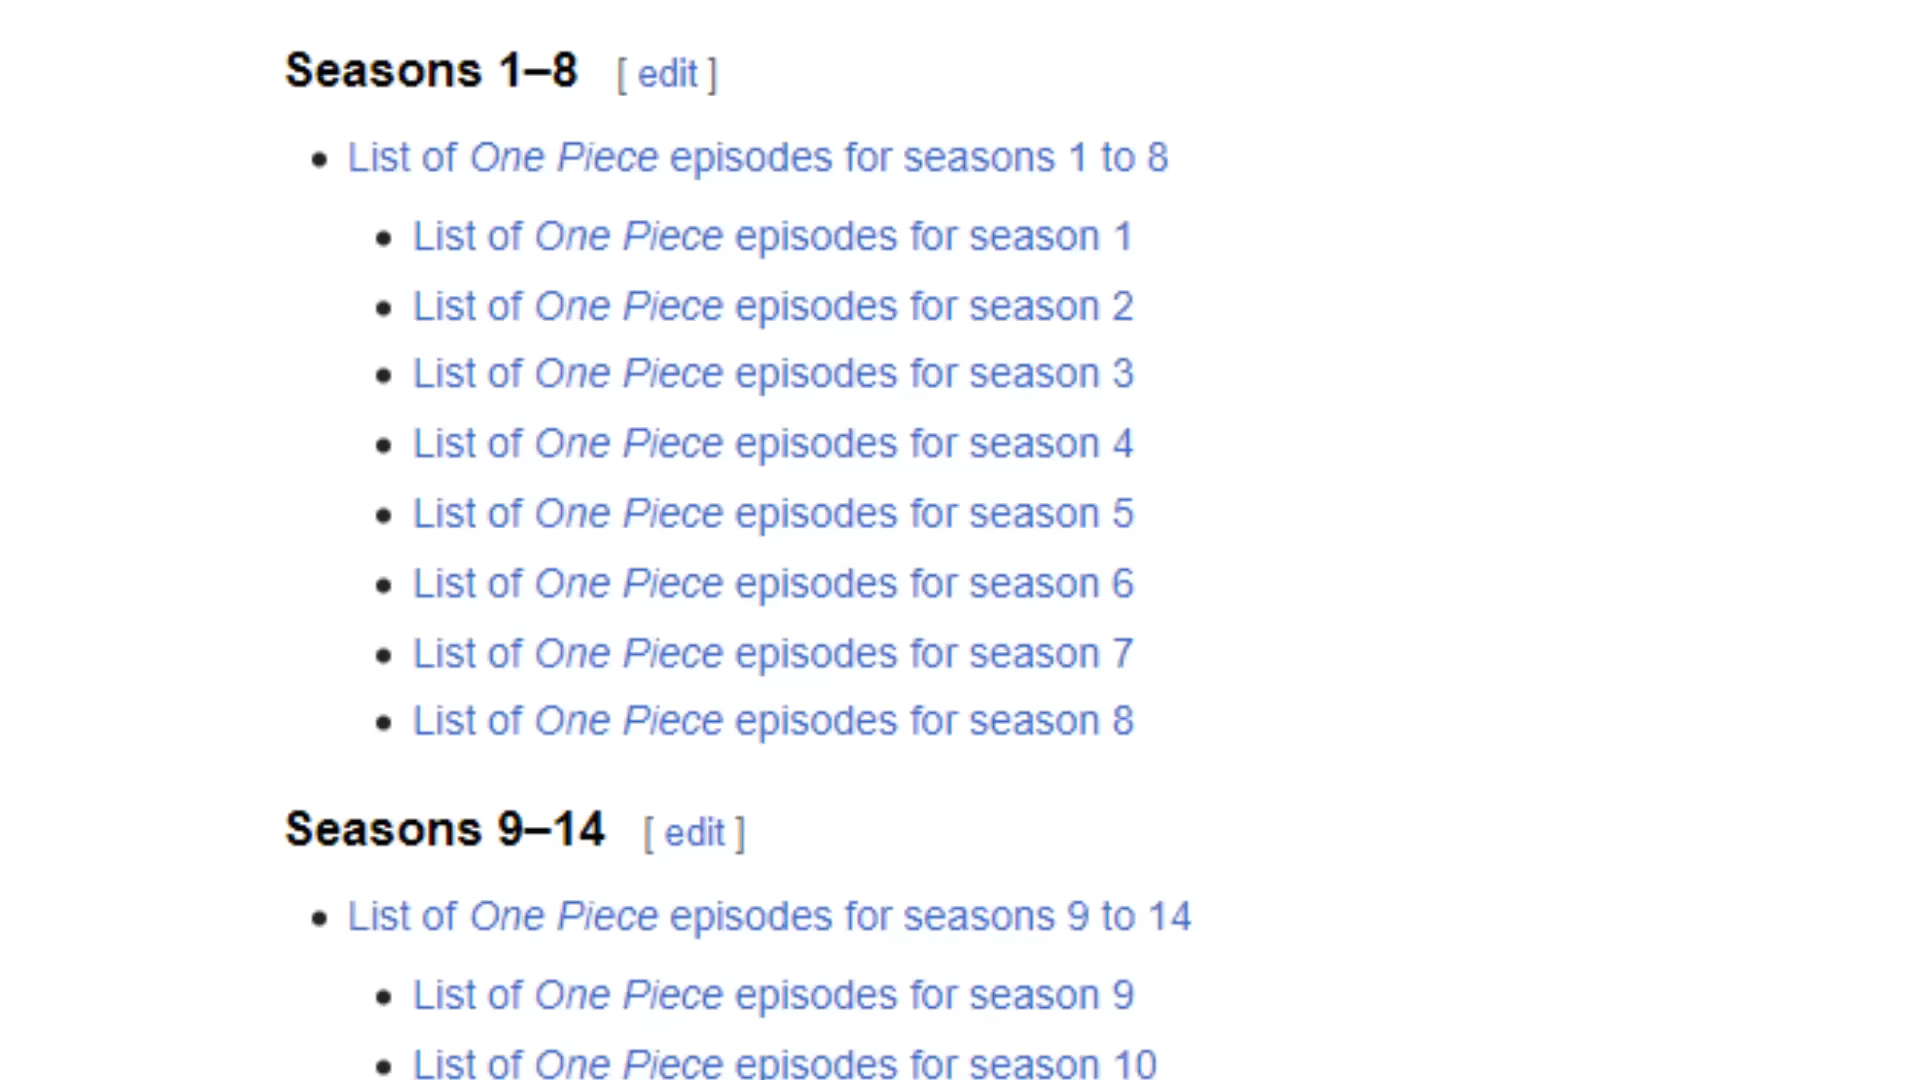 Seasons 1–8 [ edit ]
List of One Piece episodes for seasons 1 to 8
List of One Piece episodes for season 1
List of One Piece episodes for season 2
List of One Piece episodes for season 3
List of One Piece episodes for season 4
List of One Piece episodes for season 5
List of One Piece episodes for season 6
List of One Piece episodes for season 7
List of One Piece episodes for season 8
Seasons 9–14 [ edit ]
List of One Piece episodes for seasons 9 to 14
List of One Piece episodes for season 9
List of One Piece episodes for season 10